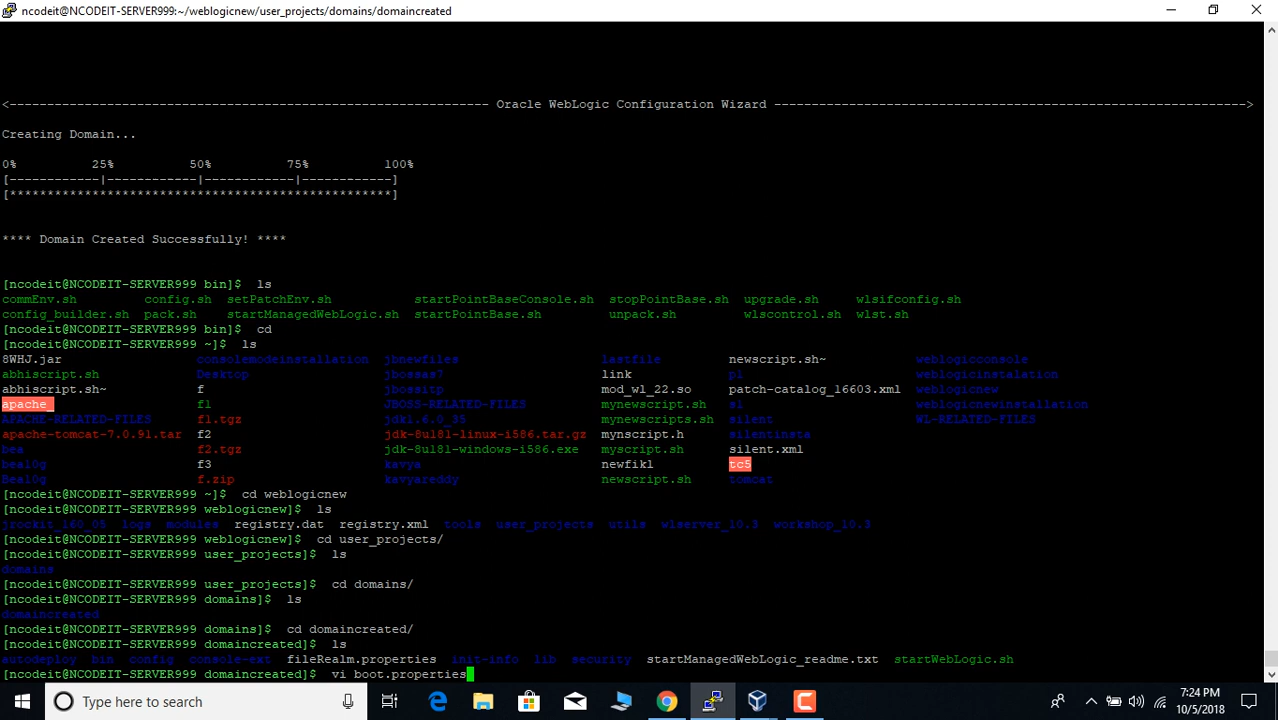 ncodeit@NCODEIT-SERVER999:~/weblogicnew/user_projects/domains/domaincreated
<---------------------------------------------------------------- Oracle WebLogic Configuration Wizard --------------------------------------------------------------->
Creating Domain...
0% 25% 50% 75% 100%
[------------|------------|------------|------------]
[***************************************************]
**** Domain Created Successfully! ****
[ncodeit@NCODEIT-SERVER999 bin]$ ls
commEnv.sh config.sh setPatchEnv.sh startPointBaseConsole.sh stopPointBase.sh upgrade.sh wlsifconfig.sh
config_builder.sh pack.sh startManagedWebLogic.sh startPointBase.sh unpack.sh wlscontrol.sh wlst.sh
[ncodeit@NCODEIT-SERVER999 bin]$ cd
[ncodeit@NCODEIT-SERVER999 ~]$ ls
8WHJ.jar consolemodeinstallation jbnewfiles lastfile newscript.sh~ weblogicconsole
abhiscript.sh Desktop jbossas7 link p1 weblogicinstalation
abhiscript.sh~ f jbossitp mod_wl_22.so patch-catalog_16603.xml weblogicnew
apache_ f1 JBOSS-RELATED-FILES mynewscript.sh si weblogicnewinstallation
APACHE-RELATED-FILES f1.tgz jdk1.6.0_35 mynewscripts.sh silent WL-RELATED-FILES
apache-tomcat-7.0.91.tar f2 jdk-8u181-linux-i586.tar.gz mynscript.h silentinsta
bea f2.tgz jdk-8u181-windows-i586.exe myscript.sh silent.xml
bea10g f3 kavya newfikl tc5
Bea10g f.zip kavyareddy newscript.sh tomcat
[ncodeit@NCODEIT-SERVER999 ~]$ cd weblogicnew
[ncodeit@NCODEIT-SERVER999 weblogicnew]$ ls
jrockit_160_05 logs modules registry.dat registry.xml tools user_projects utils wlserver_10.3 workshop_10.3
[ncodeit@NCODEIT-SERVER999 weblogicnew]$ cd user_projects/
[ncodeit@NCODEIT-SERVER999 user_projects]$ ls
domains
[ncodeit@NCODEIT-SERVER999 user_projects]$ cd domains/
[ncodeit@NCODEIT-SERVER999 domains]$ ls
domaincreated
[ncodeit@NCODEIT-SERVER999 domains]$ cd domaincreated/
[ncodeit@NCODEIT-SERVER999 domaincreated]$ ls
autodeploy bin config console-ext fileRealm.properties init-info lib security startManagedWebLogic_readme.txt startWebLogic.sh
[ncodeit@NCODEIT-SERVER999 domaincreated]$ vi boot.properties
Type here to search
7:24 PM
10/5/2018